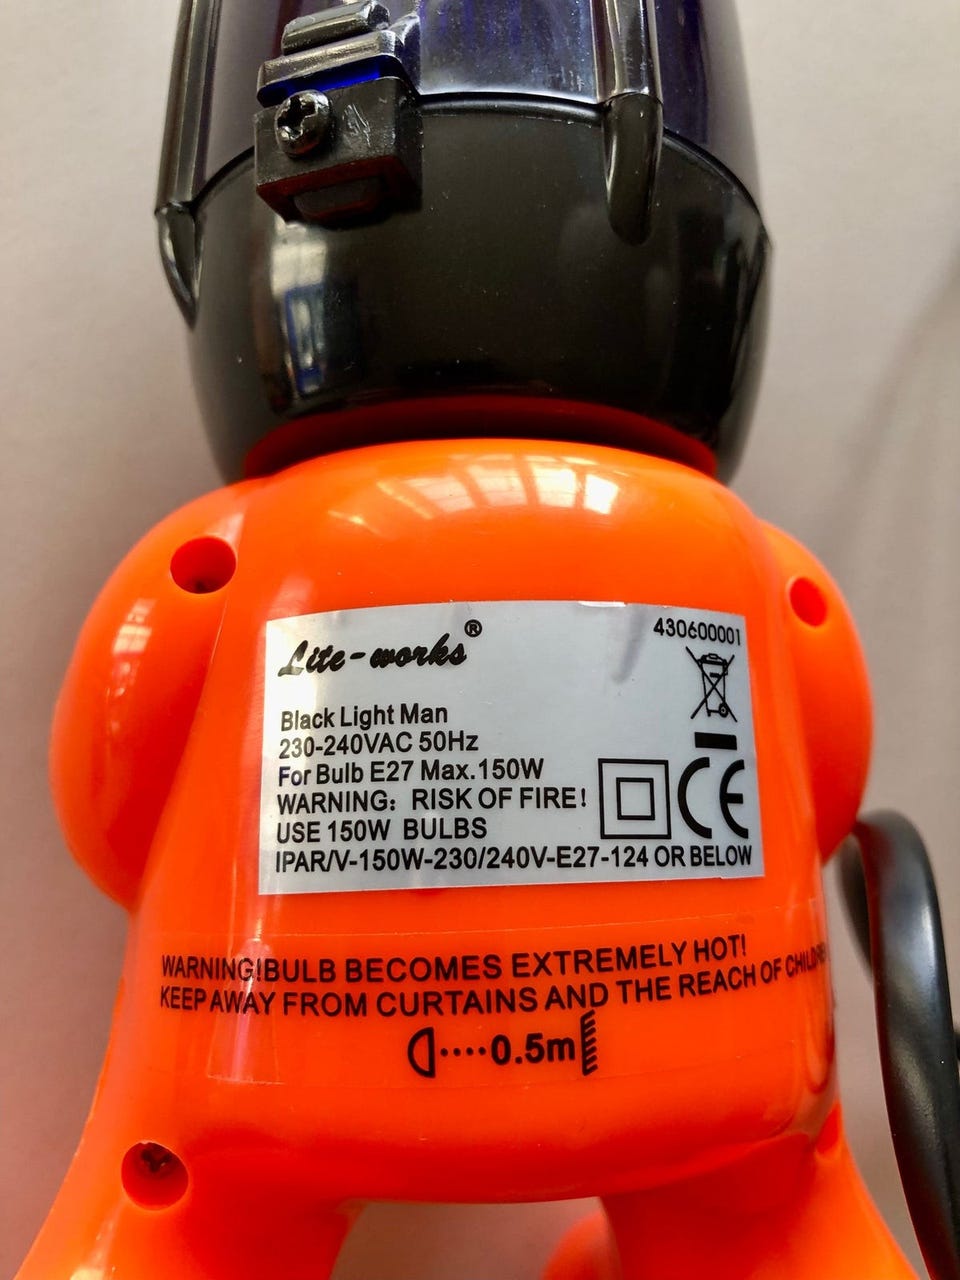 Lite-works®
430600001
Black Light Man
230-240VAC 50Hz
For Bulb E27 Max.150W
WARNING: RISK OF FIRE!
USE 150W BULBS
IPAR/V-150W-230/240V-E27-124 OR BELOW
CE
WARNING!BULB BECOMES EXTREMELY HOT!
KEEP AWAY FROM CURTAINS AND THE REACH OF
0.5m